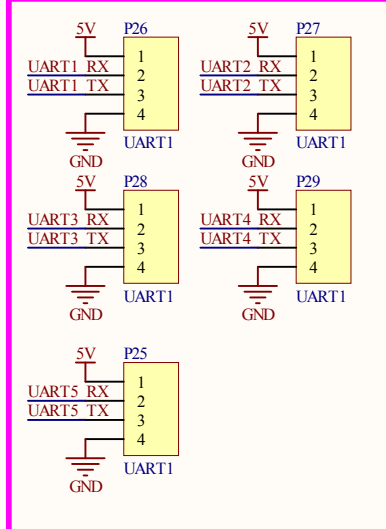 5V P26
1
UART1 RX 2
UART1 TX 3
4
GND UART1
5V P27
1
UART2 RX 2
UART2 TX 3
4
GND UART1
5V P28
1
UART3 RX 2
UART3 TX 3
4
GND UART1
5V P29
1
UART4 RX 2
UART4 TX 3
4
GND UART1
5V P25
1
UART5 RX 2
UART5 TX 3
4
GND UART1